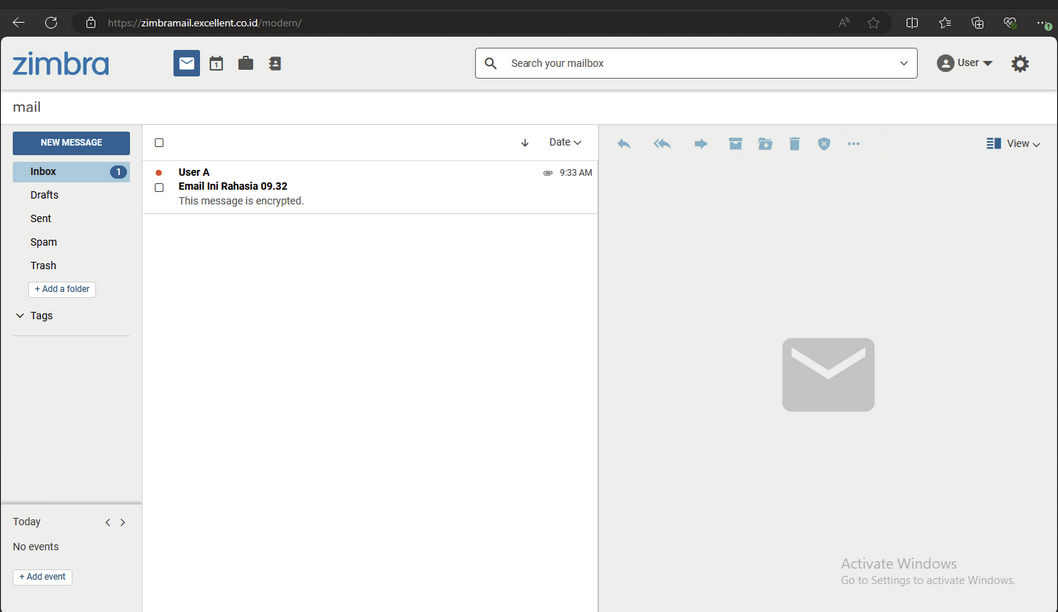 https://zimbramail.excellent.co.id/modern/
zimbra
1
Search your mailbox
User
mail
NEW MESSAGE
Date
View
Inbox 1
Drafts
Sent
Spam
Trash
+ Add a folder
Tags
User A 9:33 AM
Email Ini Rahasia 09.32
This message is encrypted.
Today
No events
+ Add event
Activate Windows
Go to Settings to activate Windows.